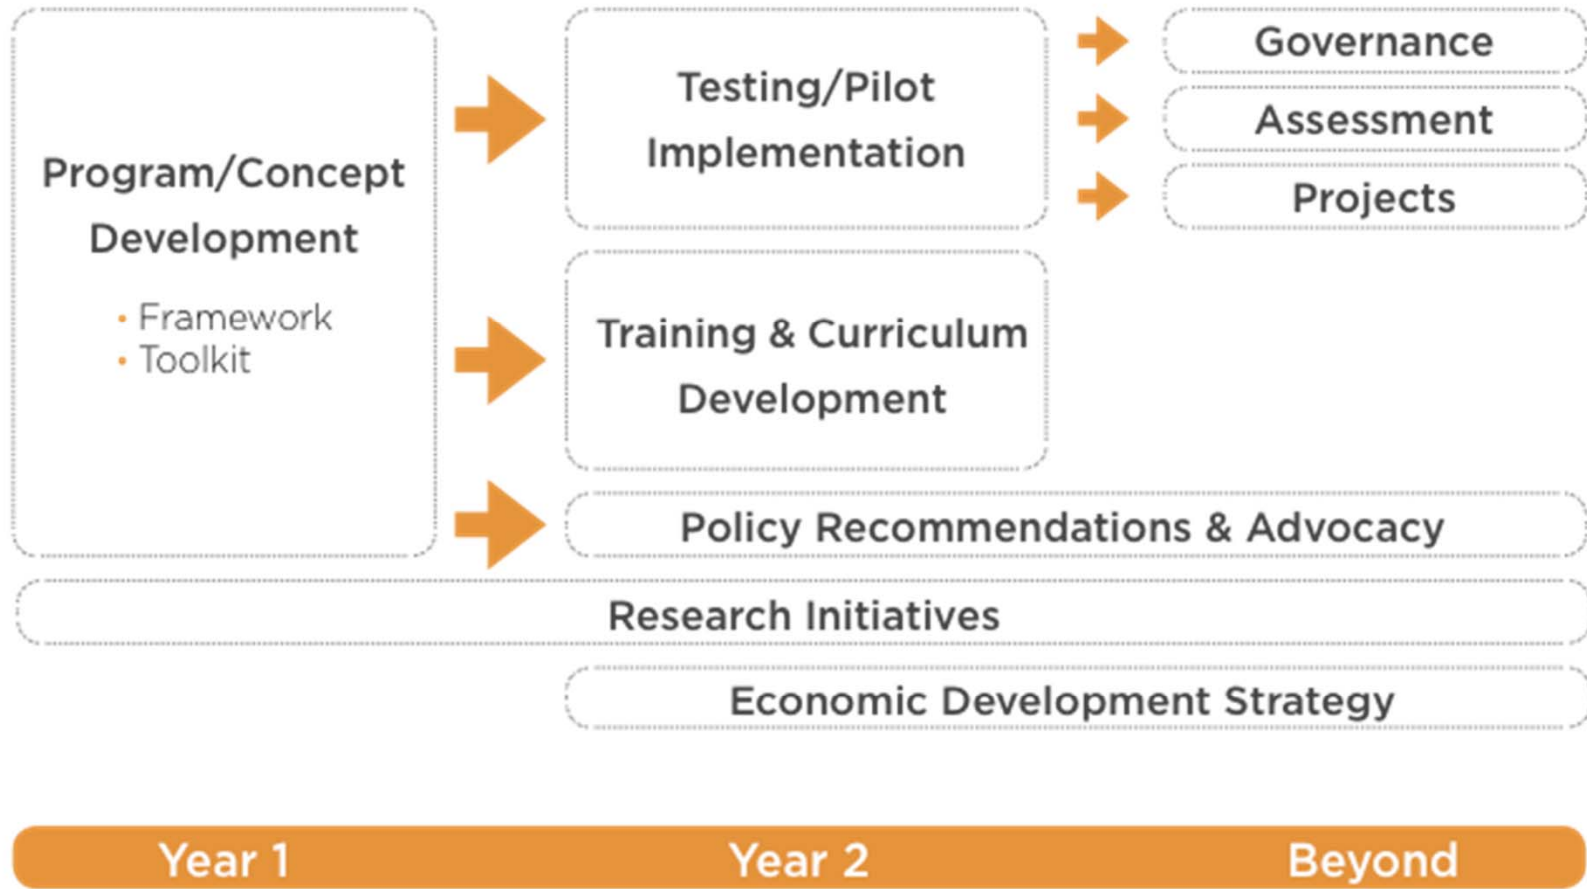 Program/Concept
Development
• Framework
• Toolkit
Testing/Pilot
Implementation
Governance
Assessment
Projects
Training & Curriculum
Development
Policy Recommendations & Advocacy
Research Initiatives
Economic Development Strategy
Year 1
Year 2
Beyond